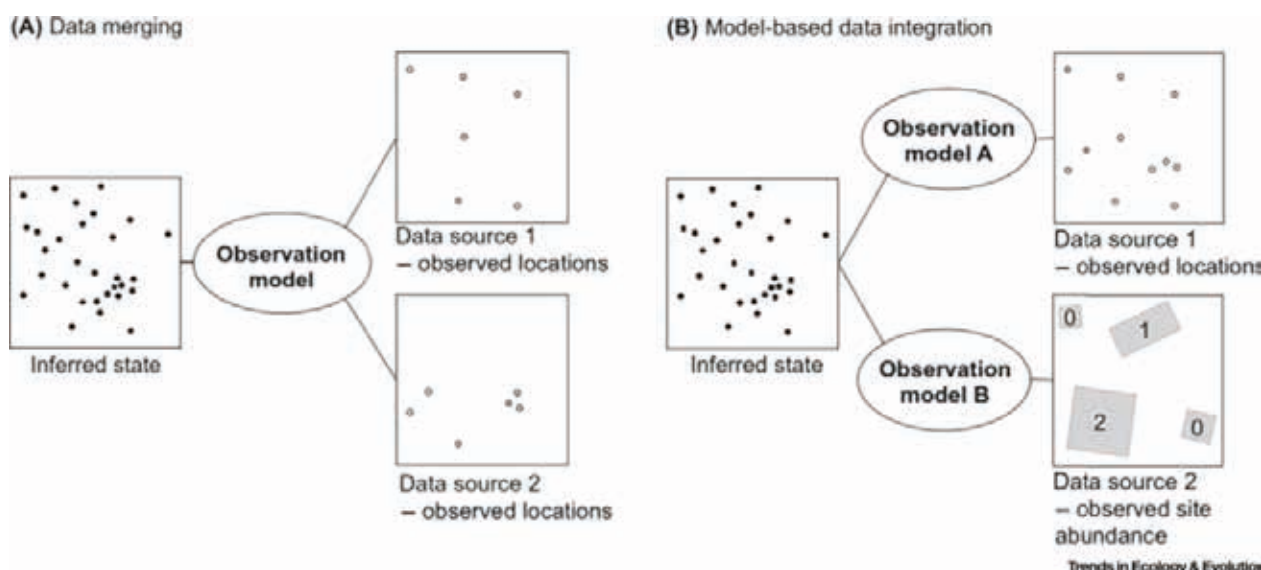 (A) Data merging
Inferred state
Observation
model
Data source 1
– observed locations
Data source 2
– observed locations
(B) Model-based data integration
Inferred state
Observation
model A
Observation
model B
Data source 1
– observed locations
0
1
2
0
Data source 2
– observed site
abundance
Trends in Ecology & Evolution